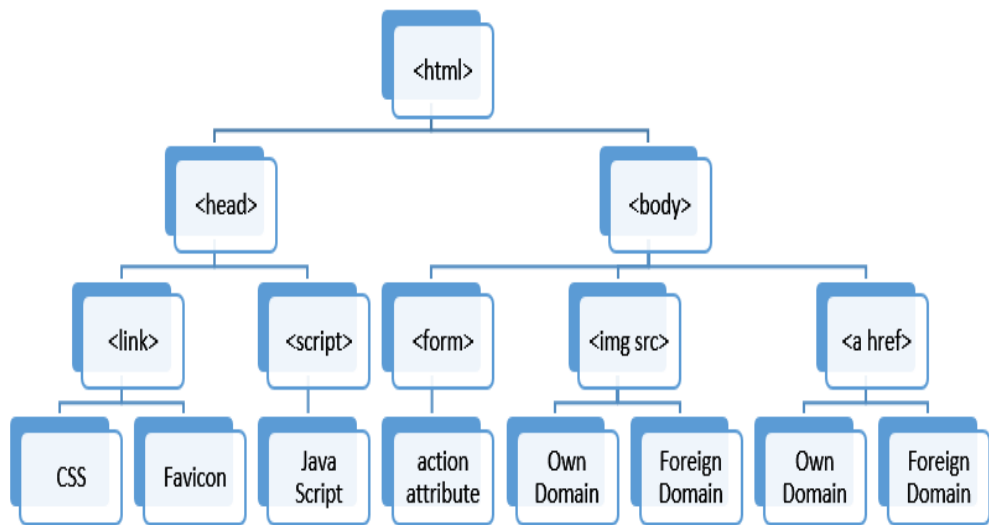 <html>
<head>
<body>
<link>
<script>
<form>
<img src>
<a href>
CSS
Favicon
Java
Script
action
attribute
Own
Domain
Foreign
Domain
Own
Domain
Foreign
Domain